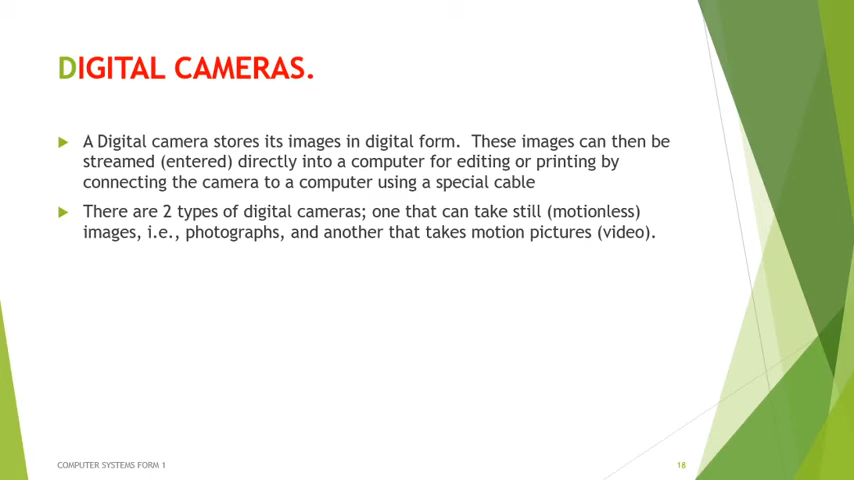 DIGITAL CAMERAS.
A Digital camera stores its images in digital form.  These images can then be
streamed (entered) directly into a computer for editing or printing by
connecting the camera to a computer using a special cable
There are 2 types of digital cameras; one that can take still (motionless)
images, i.e., photographs, and another that takes motion pictures (video).
COMPUTER SYSTEMS FORM 1
18